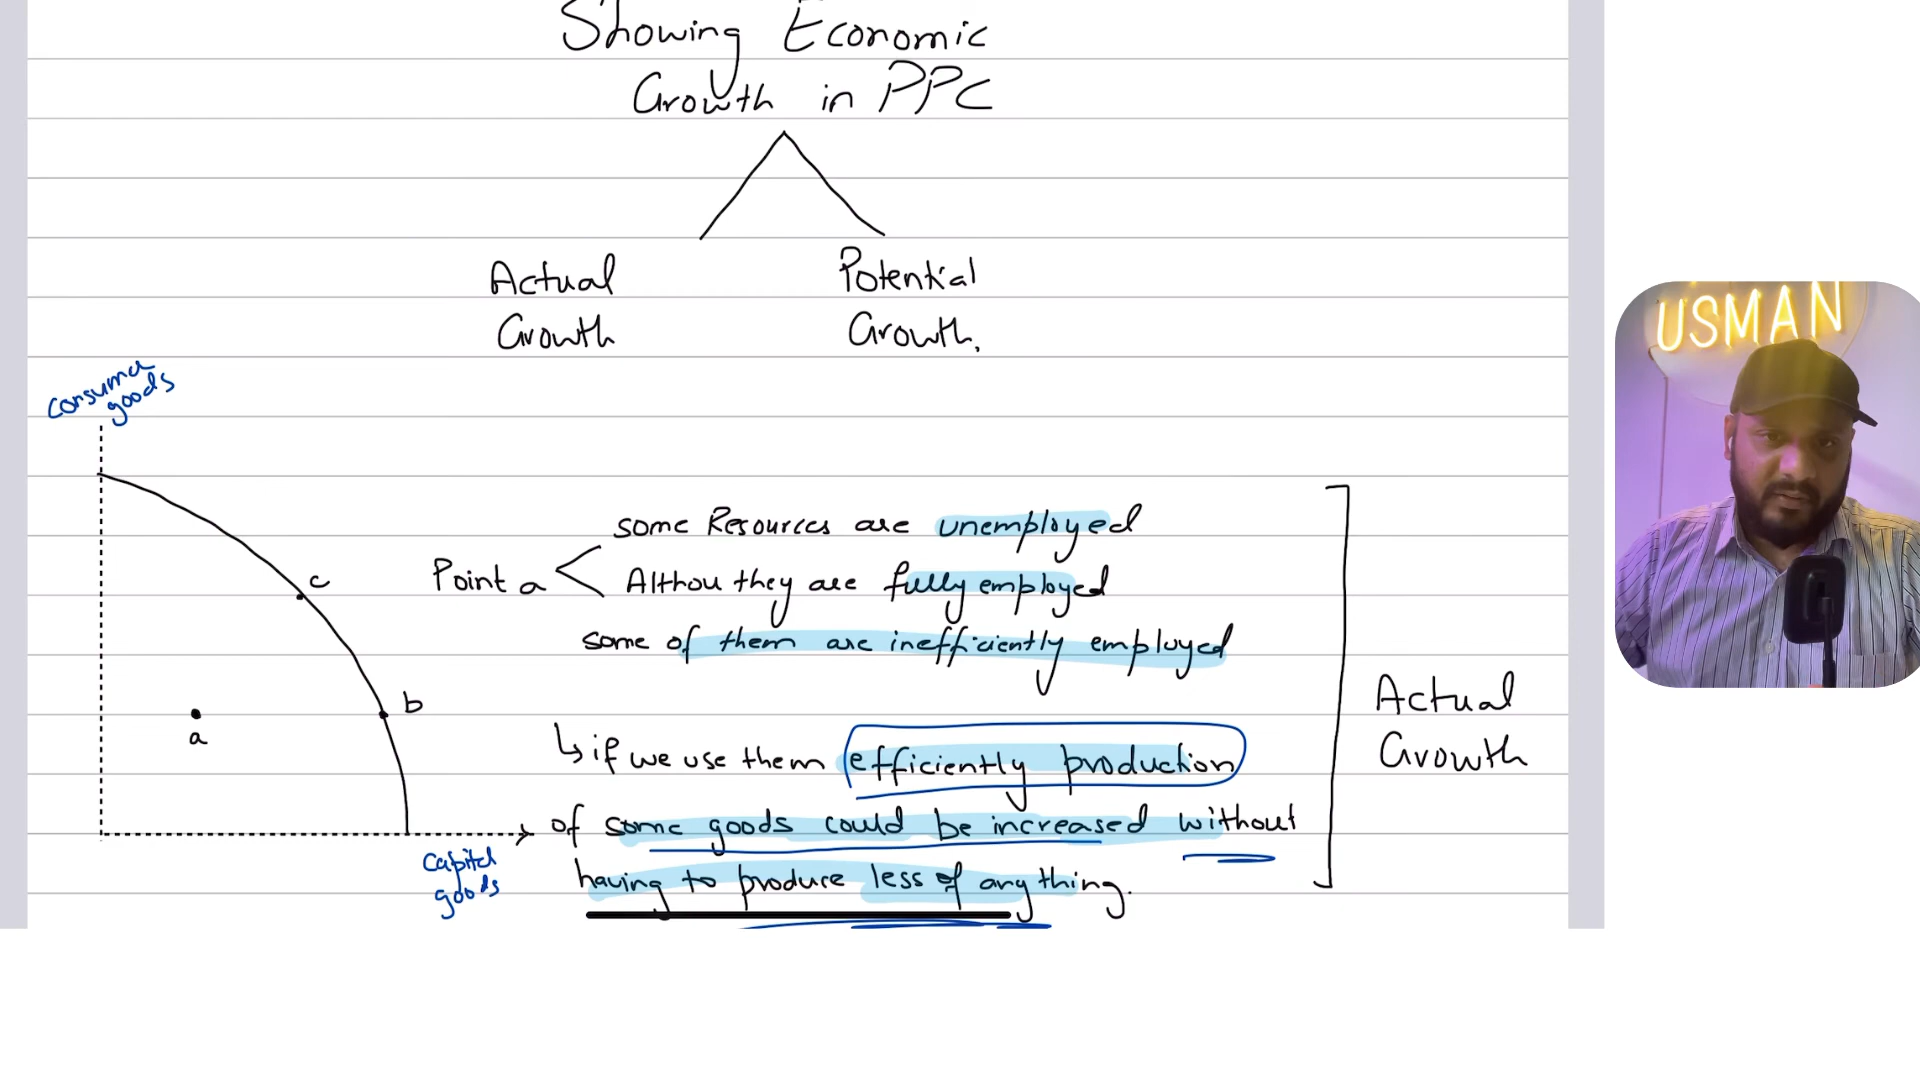 Showing Economic
Growth in PPC
Actual
Growth
Potential
Growth.
consumer
goods
c
b
a
capital
goods
Point a
some Resources are unemployed
Althou they are fully employed
some of them are inefficiently employed
↳ if we use them efficiently production
of some goods could be increased without
having to produce less of any thing.
Actual
Growth
USMAN